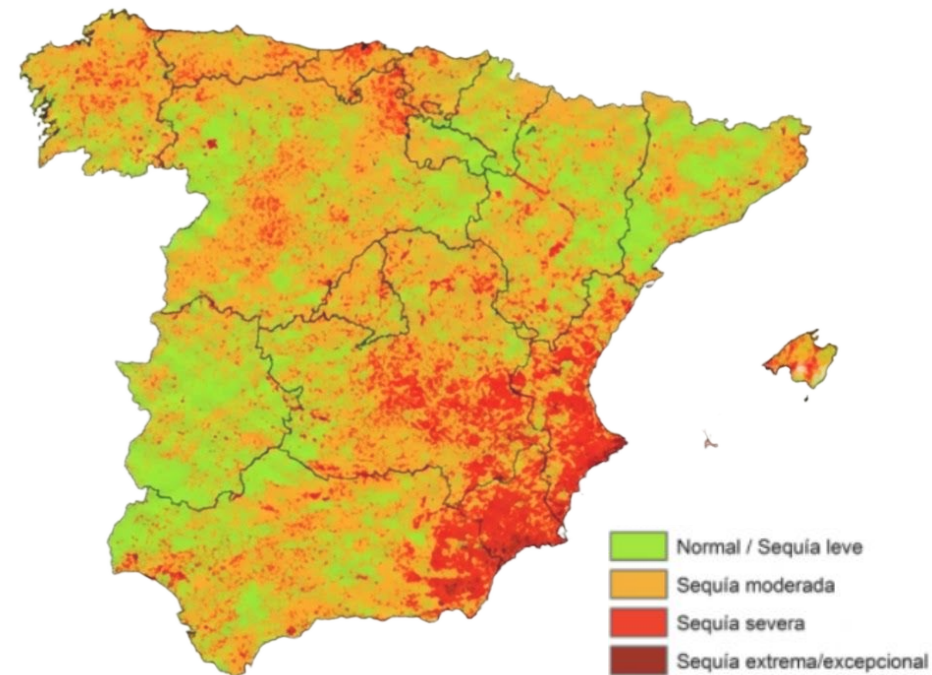 Normal / Sequía leve
Sequía moderada
Sequía severa
Sequía extrema/excepcional